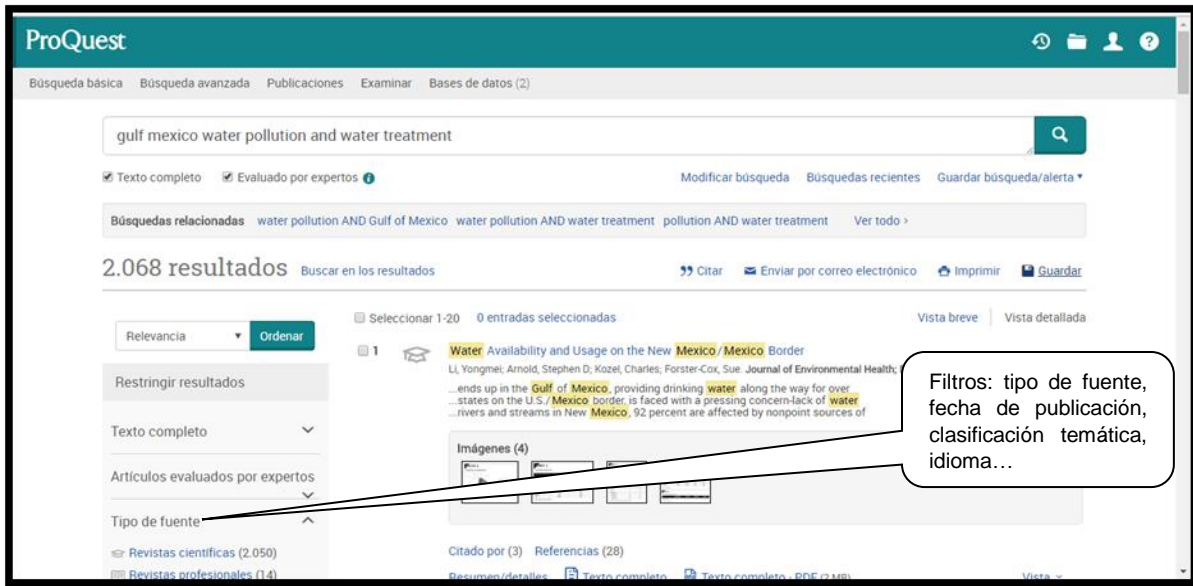 ProQuest
Búsqueda básica Búsqueda avanzada Publicaciones Examinar Bases de datos (2)
gulf mexico water pollution and water treatment
Texto completo Evaluado por expertos
Modificar búsqueda Búsquedas recientes Guardar búsqueda/alerta
Búsquedas relacionadas water pollution AND Gulf of Mexico water pollution AND water treatment pollution AND water treatment Ver todo >
2.068 resultados Buscar en los resultados
Citar Enviar por correo electrónico Imprimir Guardar
Relevancia Ordenar
Restringir resultados
Texto completo
Artículos evaluados por expertos
Tipo de fuente
Revistas científicas (2.050)
Revistas profesionales (14)
Seleccionar 1-20 0 entradas seleccionadas
Vista breve Vista detallada
1 Water Availability and Usage on the New Mexico/Mexico Border
Li, Yongmei; Arnold, Stephen D; Kozel, Charles; Forster-Cox, Sue. Journal of Environmental Health;
...ends up in the Gulf of Mexico, providing drinking water along the way for over
...states on the U.S./Mexico border, is faced with a pressing concern-lack of water
...rivers and streams in New Mexico, 92 percent are affected by nonpoint sources of
Imágenes (4)
Citado por (3) Referencias (28)
Resumen/detalles Texto completo Texto completo - PDF (2 MB) Vista
Filtros: tipo de fuente,
fecha de publicación,
clasificación temática,
idioma…